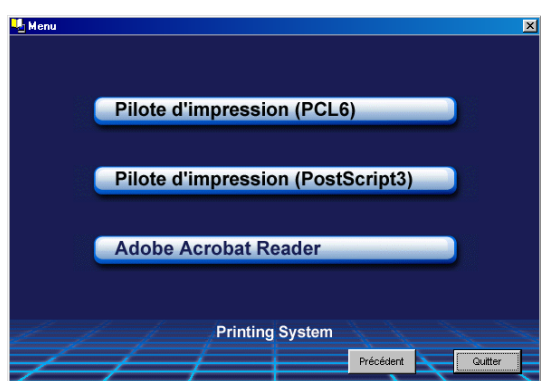 Menu
Pilote d'impression (PCL6)
Pilote d'impression (PostScript3)
Adobe Acrobat Reader
Printing System
Précédent
Quitter